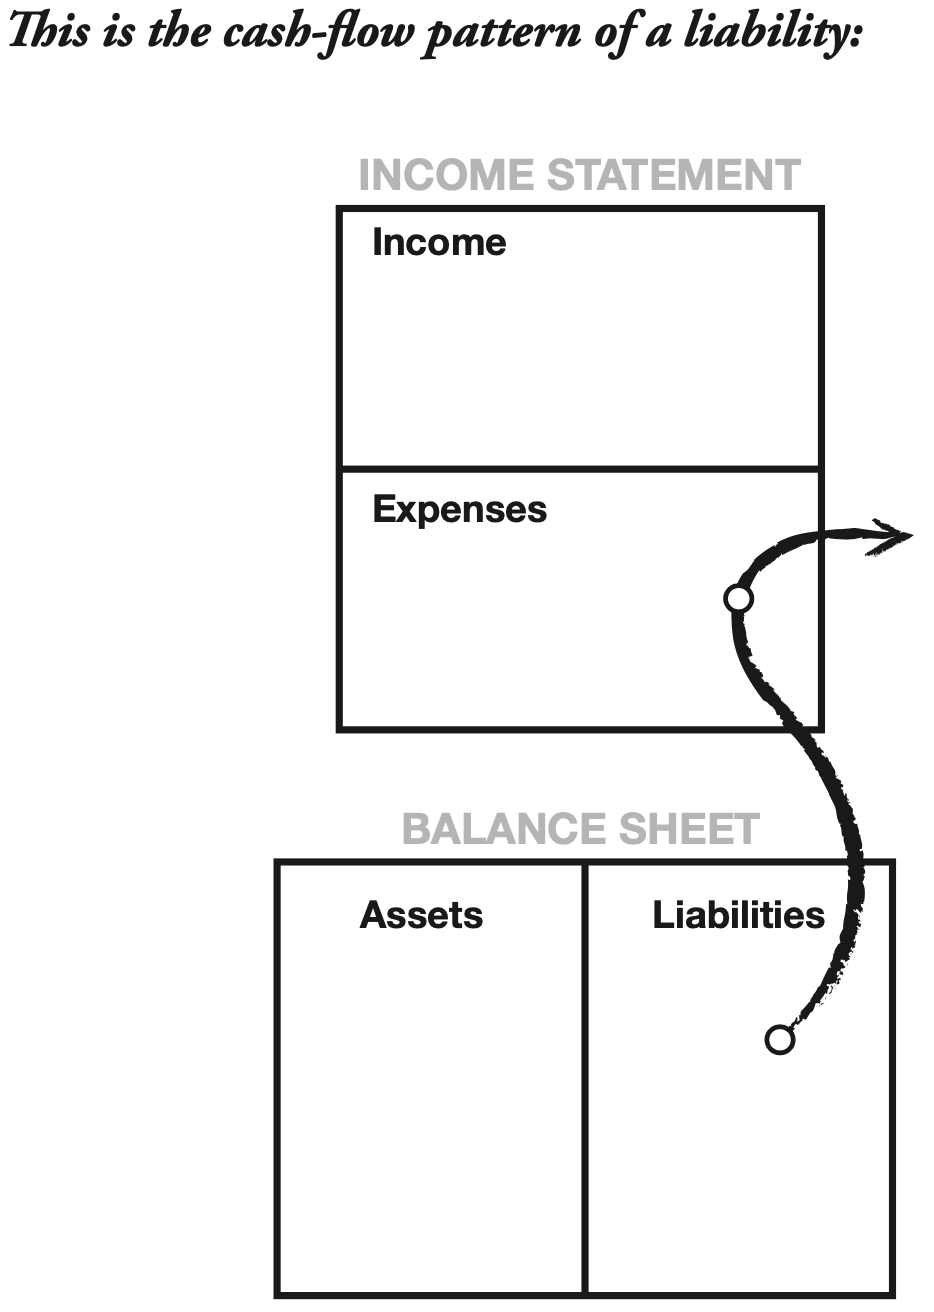 This is the cash-flow pattern of a liability:
INCOME STATEMENT
Income
Expenses
BALANCE SHEET
Assets
Liabilities